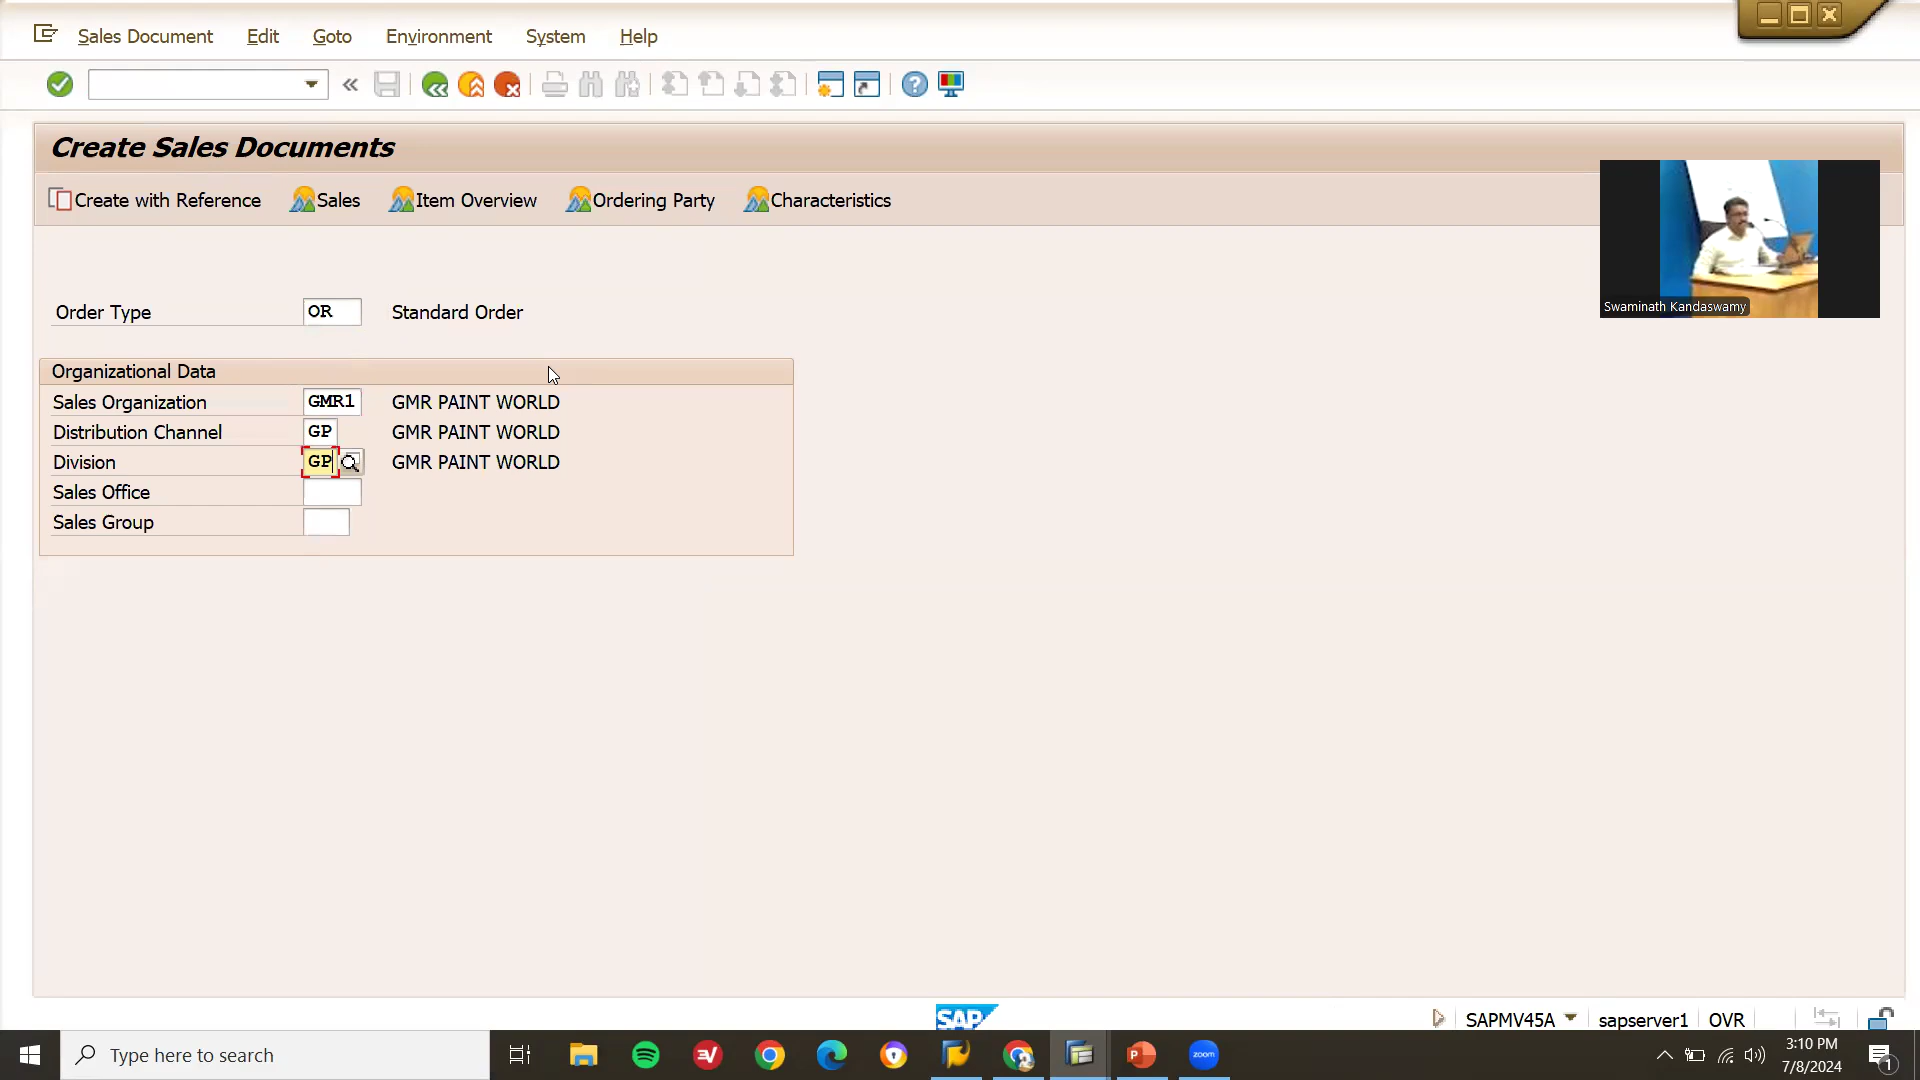 Sales Document Edit Goto Environment System Help
Create Sales Documents
Create with Reference Sales Item Overview Ordering Party Characteristics
Swaminath Kandaswamy
Order Type OR Standard Order
Organizational Data
Sales Organization GMR1 GMR PAINT WORLD
Distribution Channel GP GMR PAINT WORLD
Division GP GMR PAINT WORLD
Sales Office
Sales Group
SAP SAPMV45A sapserver1 OVR
Type here to search
EV
P
zoom
3:10 PM
7/8/2024
1